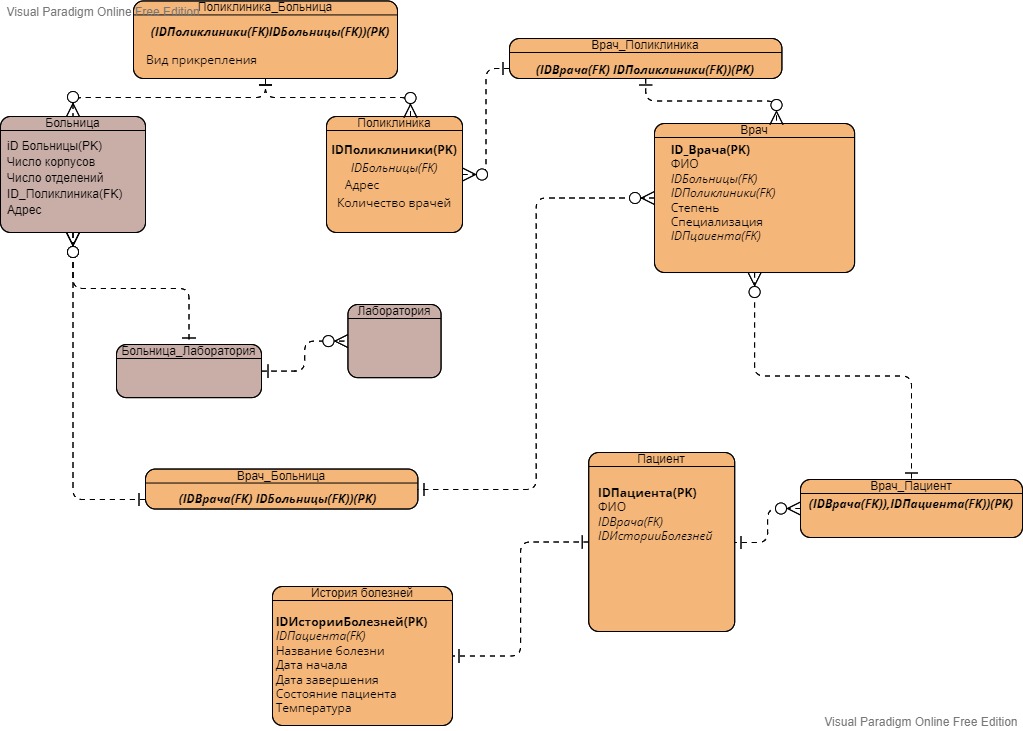 Visual Paradigm Online Free Edition
Поликлиника_Больница
(IDПоликлиники(FK)IDБольницы(FK))(PK)
Вид прикрепления
Врач_Поликлиника
(IDВрача(FK) IDПоликлиники(FK))(PK)
Больница
iD Больницы(PK)
Число корпусов
Число отделений
ID_Поликлиника(FK)
Адрес
Поликлиника
IDПоликлиники(PK)
IDБольницы(FK)
Адрес
Количество врачей
Врач
ID_Врача(PK)
ФИО
IDБольницы(FK)
IDПоликлиники(FK)
Степень
Специализация
IDПциента(FK)
Больница_Лаборатория
Лаборатория
Врач_Больница
(IDВрача(FK) IDБольницы(FK))(PK)
Пациент
IDПациента(PK)
ФИО
IDВрача(FK)
IDИсторииБолезней
Врач_Пациент
(IDВрача(FK)),IDПациента(FK))(PK)
История болезней
IDИсторииБолезней(PK)
IDПациента(FK)
Название болезни
Дата начала
Дата завершения
Состояние пациента
Температура
Visual Paradigm Online Free Edition